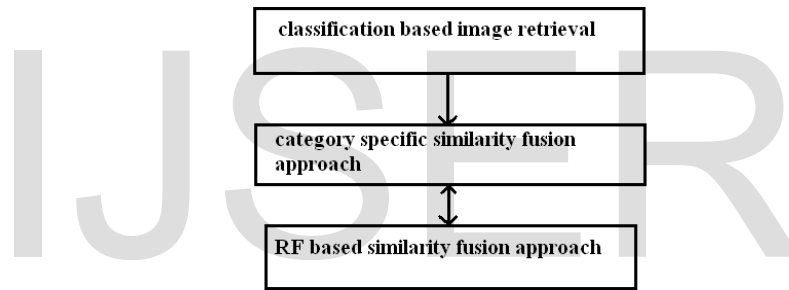 classification based image retrieval
category specific similarity fusion
approach
RF based similarity fusion approach
IJSER